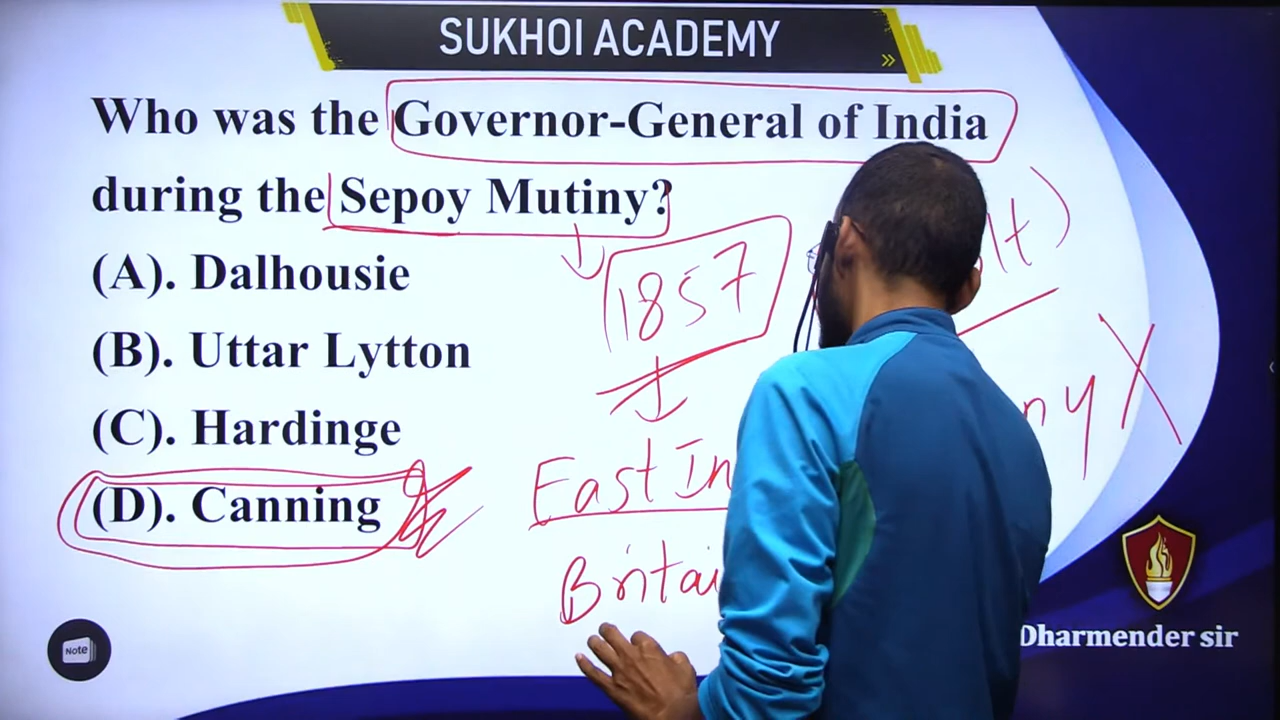 SUKHOI ACADEMY
Who was the Governor-General of India
during the Sepoy Mutiny?
(A). Dalhousie
1857
(B). Uttar Lytton
(C). Hardinge
East In
(D). Canning
Britai
Note
Dharmender sir